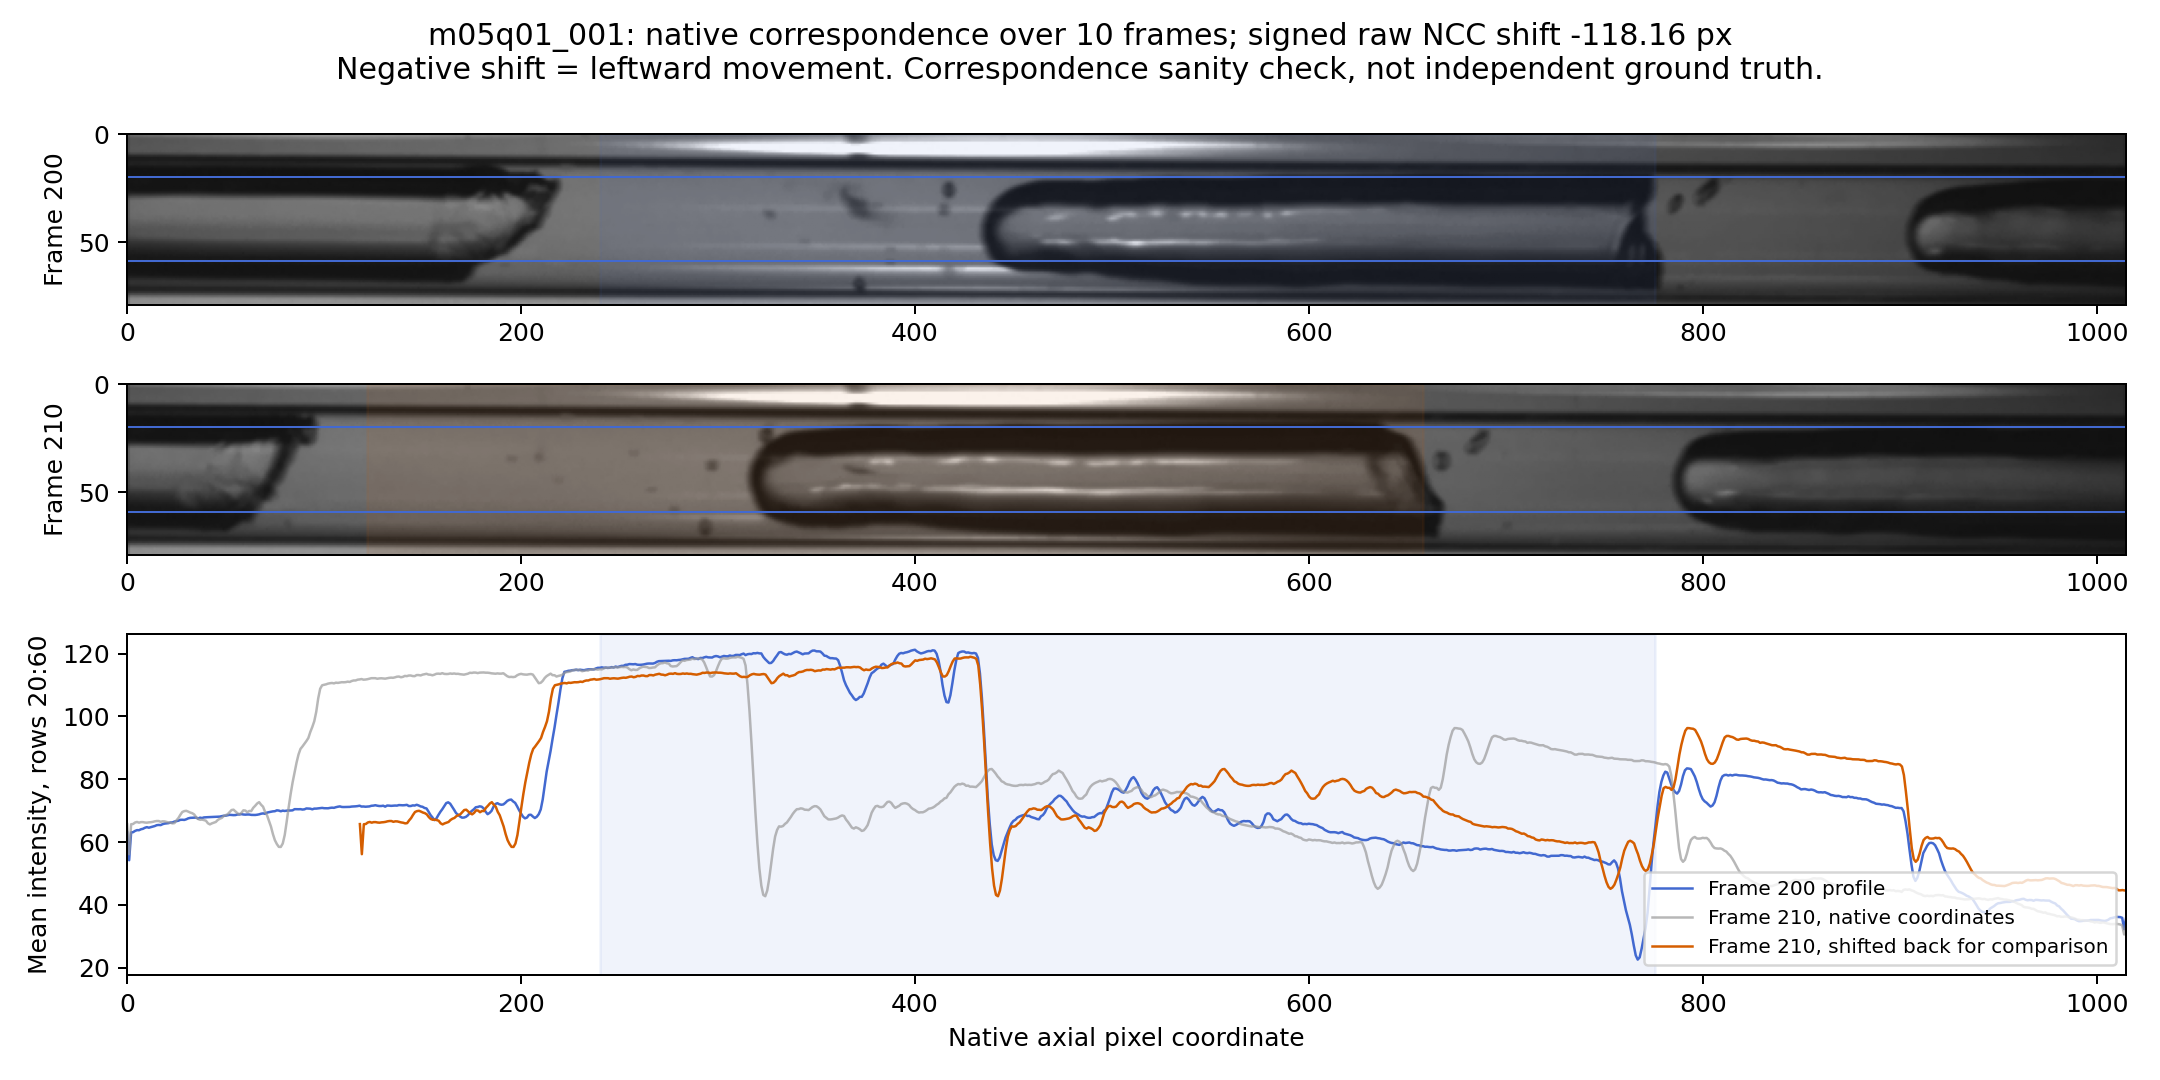 m05q01_001: native correspondence over 10 frames; signed raw NCC shift -118.16 px
Negative shift = leftward movement. Correspondence sanity check, not independent ground truth.
Frame 200
0
50
0 200 400 600 800 1000
Frame 210
0
50
0 200 400 600 800 1000
Mean intensity, rows 20:60
120
100
80
60
40
20
Frame 200 profile
Frame 210, native coordinates
Frame 210, shifted back for comparison
0 200 400 600 800 1000
Native axial pixel coordinate